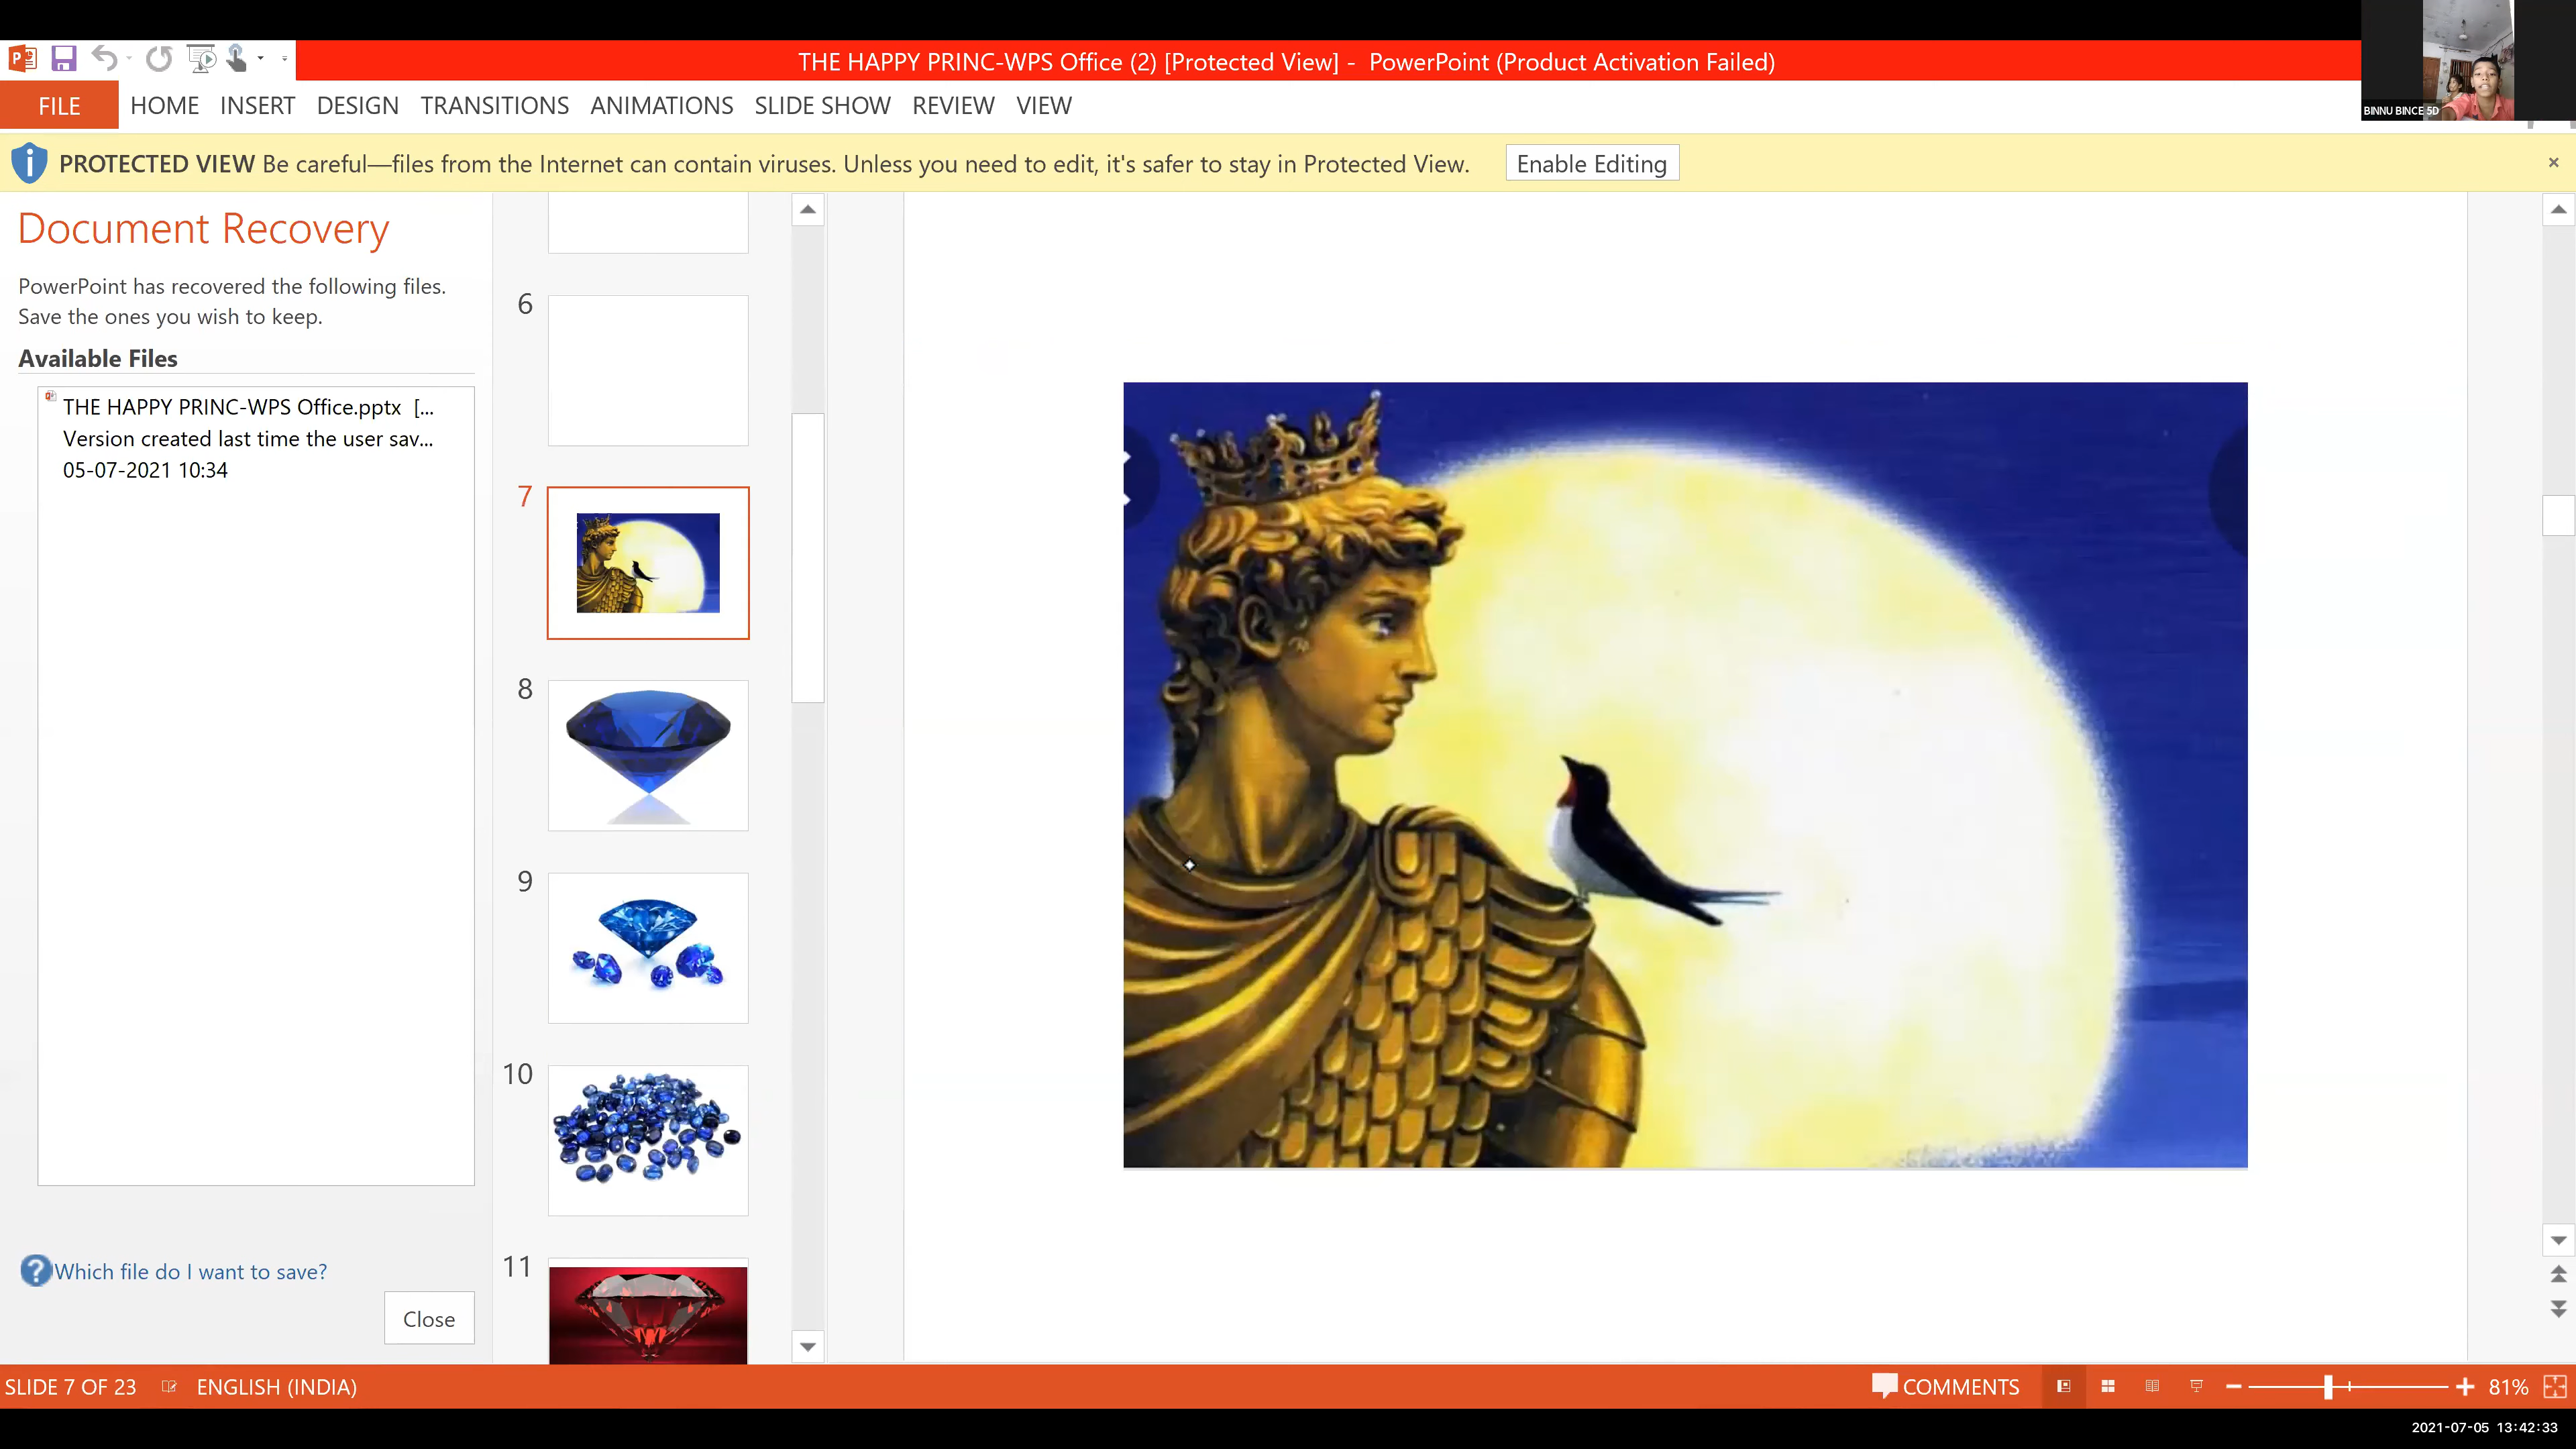 THE HAPPY PRINC-WPS Office (2) [Protected View] - PowerPoint (Product Activation Failed)
FILE HOME INSERT DESIGN TRANSITIONS ANIMATIONS SLIDE SHOW REVIEW VIEW
BINNU BINCE 5D
PROTECTED VIEW Be careful—files from the Internet can contain viruses. Unless you need to edit, it's safer to stay in Protected View. Enable Editing
Document Recovery
PowerPoint has recovered the following files.
Save the ones you wish to keep.
Available Files
THE HAPPY PRINC-WPS Office.pptx [...
Version created last time the user sav...
05-07-2021 10:34
Which file do I want to save?
Close
6
7
8
9
10
11
SLIDE 7 OF 23 ENGLISH (INDIA) COMMENTS 81%
2021-07-05 13:42:33